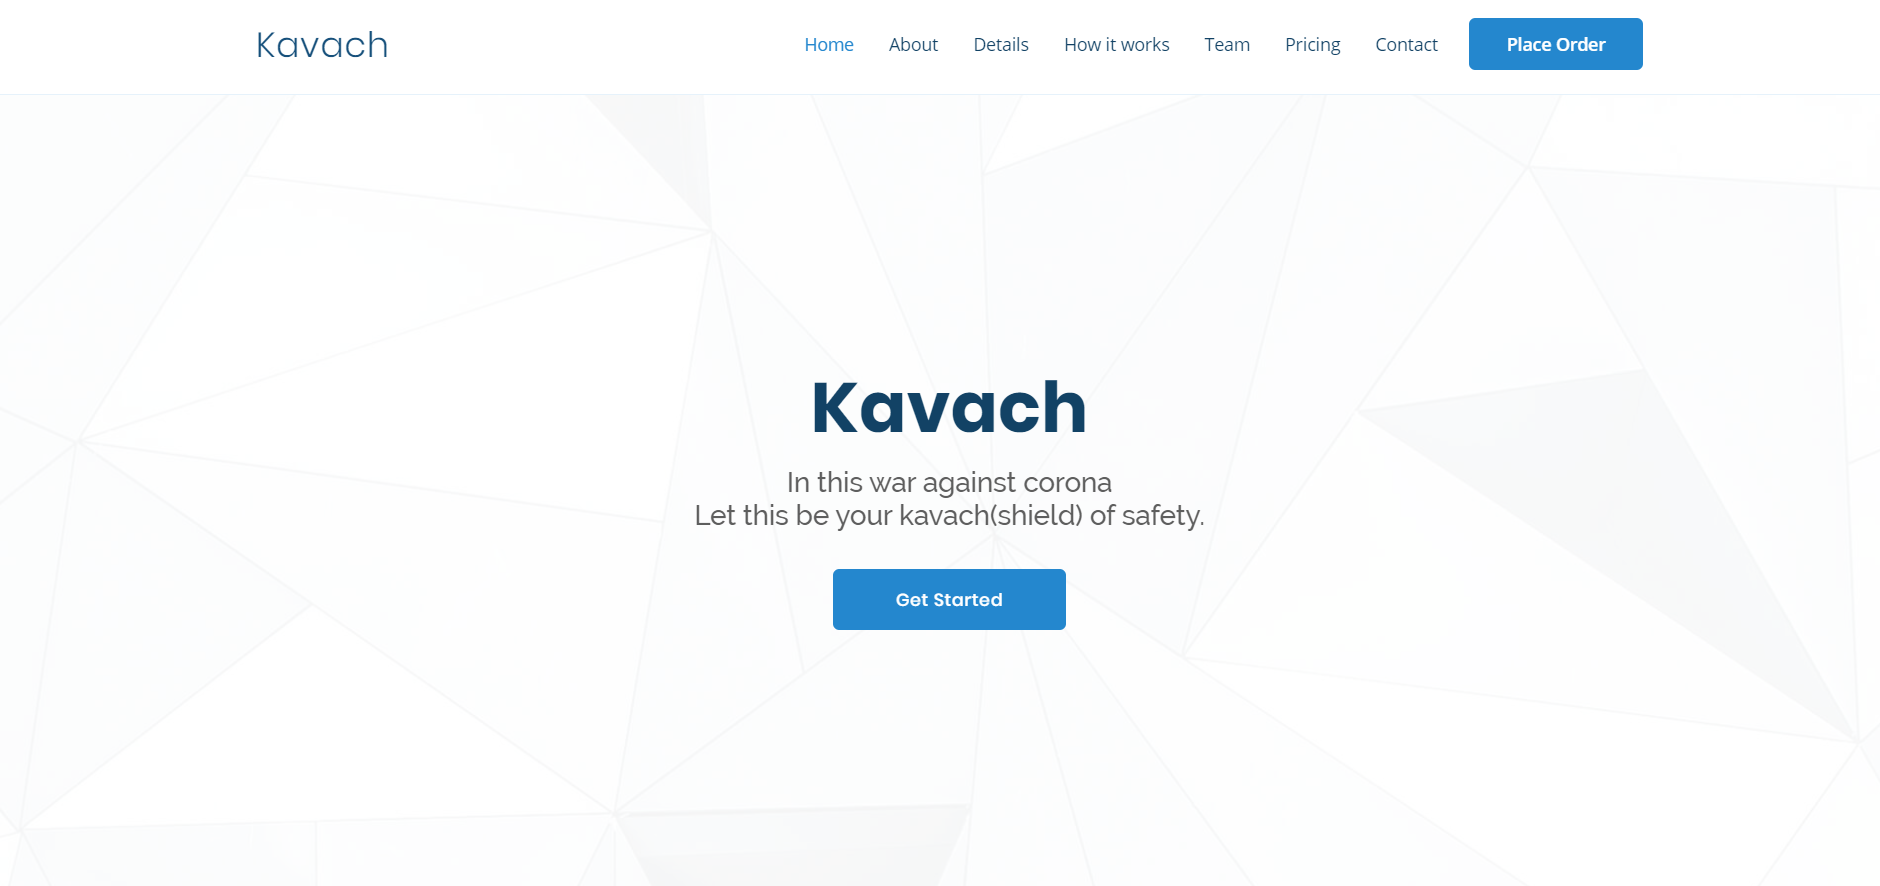 Kavach
Home About Details How it works Team Pricing Contact Place Order
Kavach
In this war against corona
Let this be your kavach(shield) of safety.
Get Started